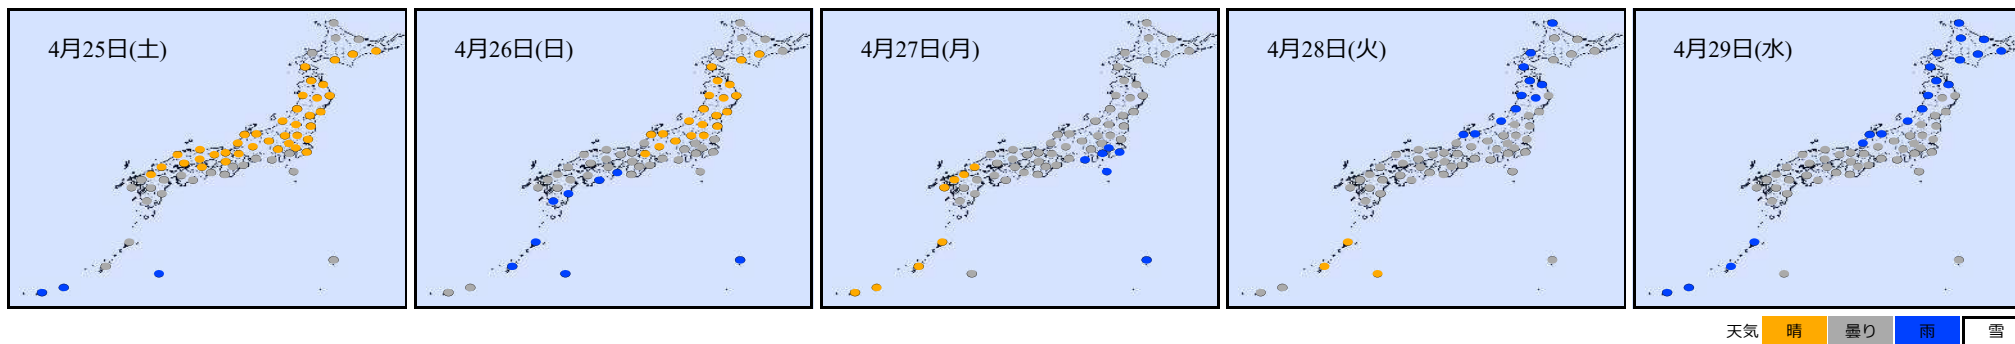 4月25日(土)
4月26日(日)
4月27日(月)
4月28日(火)
4月29日(水)
天気 晴 曇り 雨 雪